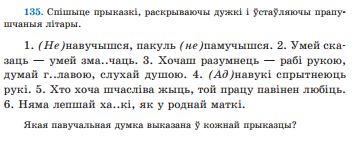 135. Спішыце прыказкі, раскрываючы дужкі і ўстаўляючы прапу-
шчаныя літары.
1. (Не)навучышся, пакуль (не)памучышся. 2. Умей ска-
заць — умей зма..чаць. 3. Хочаш разумнець — рабі рукою,
думай г..лавою, слухай душою. 4. (Ад)навукі спрытнеюць
рукі. 5. Хто хоча шчасліва жыць, той працу павінен любіць.
6. Няма лепшай ха..кі, як у роднай маткі.
Якая павучальная думка выказана ў кожнай прыказцы?